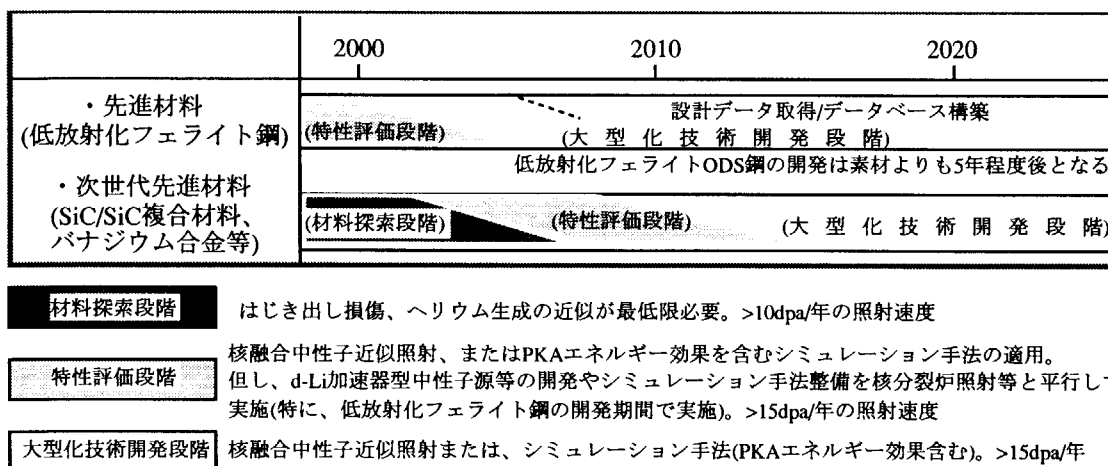 2000 2010 2020
・先進材料
(低放射化フェライト鋼)
(特性評価段階)
設計データ取得/データベース構築
(大型化技術開発段階)
低放射化フェライトODS鋼の開発は素材よりも5年程度後となる
・次世代先進材料
(SiC/SiC複合材料、
バナジウム合金等)
(材料探索段階)
(特性評価段階)
(大型化技術開発段階)
材料探索段階 はじき出し損傷、ヘリウム生成の近似が最低限必要。>10dpa/年の照射速度
核融合中性子近似照射、またはPKAエネルギー効果を含むシミュレーション手法の適用。
特性評価段階 但し、d-Li加速器型中性子源等の開発やシミュレーション手法整備を核分裂炉照射等と平行して
実施(特に、低放射化フェライト鋼の開発期間で実施)。>15dpa/年の照射速度
大型化技術開発段階 核融合中性子近似照射または、シミュレーション手法(PKAエネルギー効果含む)。>15dpa/年